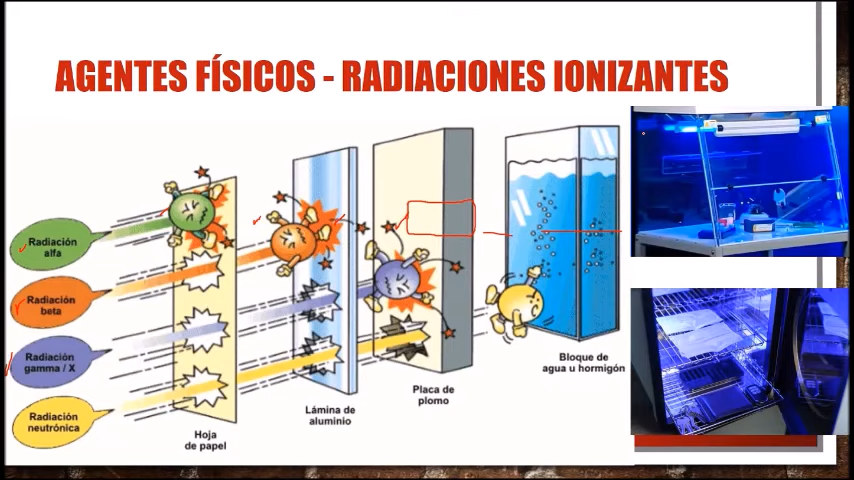 AGENTES FÍSICOS - RADIACIONES IONIZANTES
Radiación
alfa
Radiación
beta
Radiación
gamma / X
Radiación
neutrónica
Hoja
de papel
Lámina de
aluminio
Placa de
plomo
Bloque de
agua u hormigón